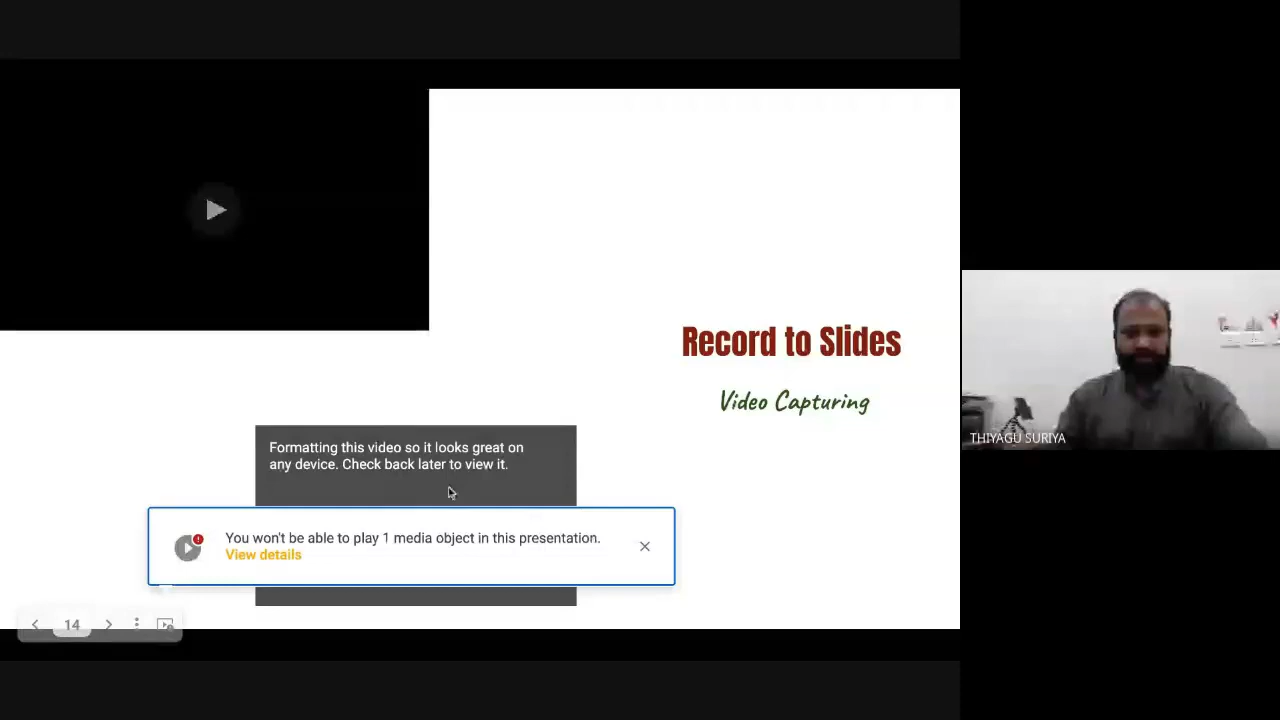 Record to Slides
Video Capturing
Formatting this video so it looks great on
any device. Check back later to view it.
You won't be able to play 1 media object in this presentation.
View details
14
THIYAGU SURIYA